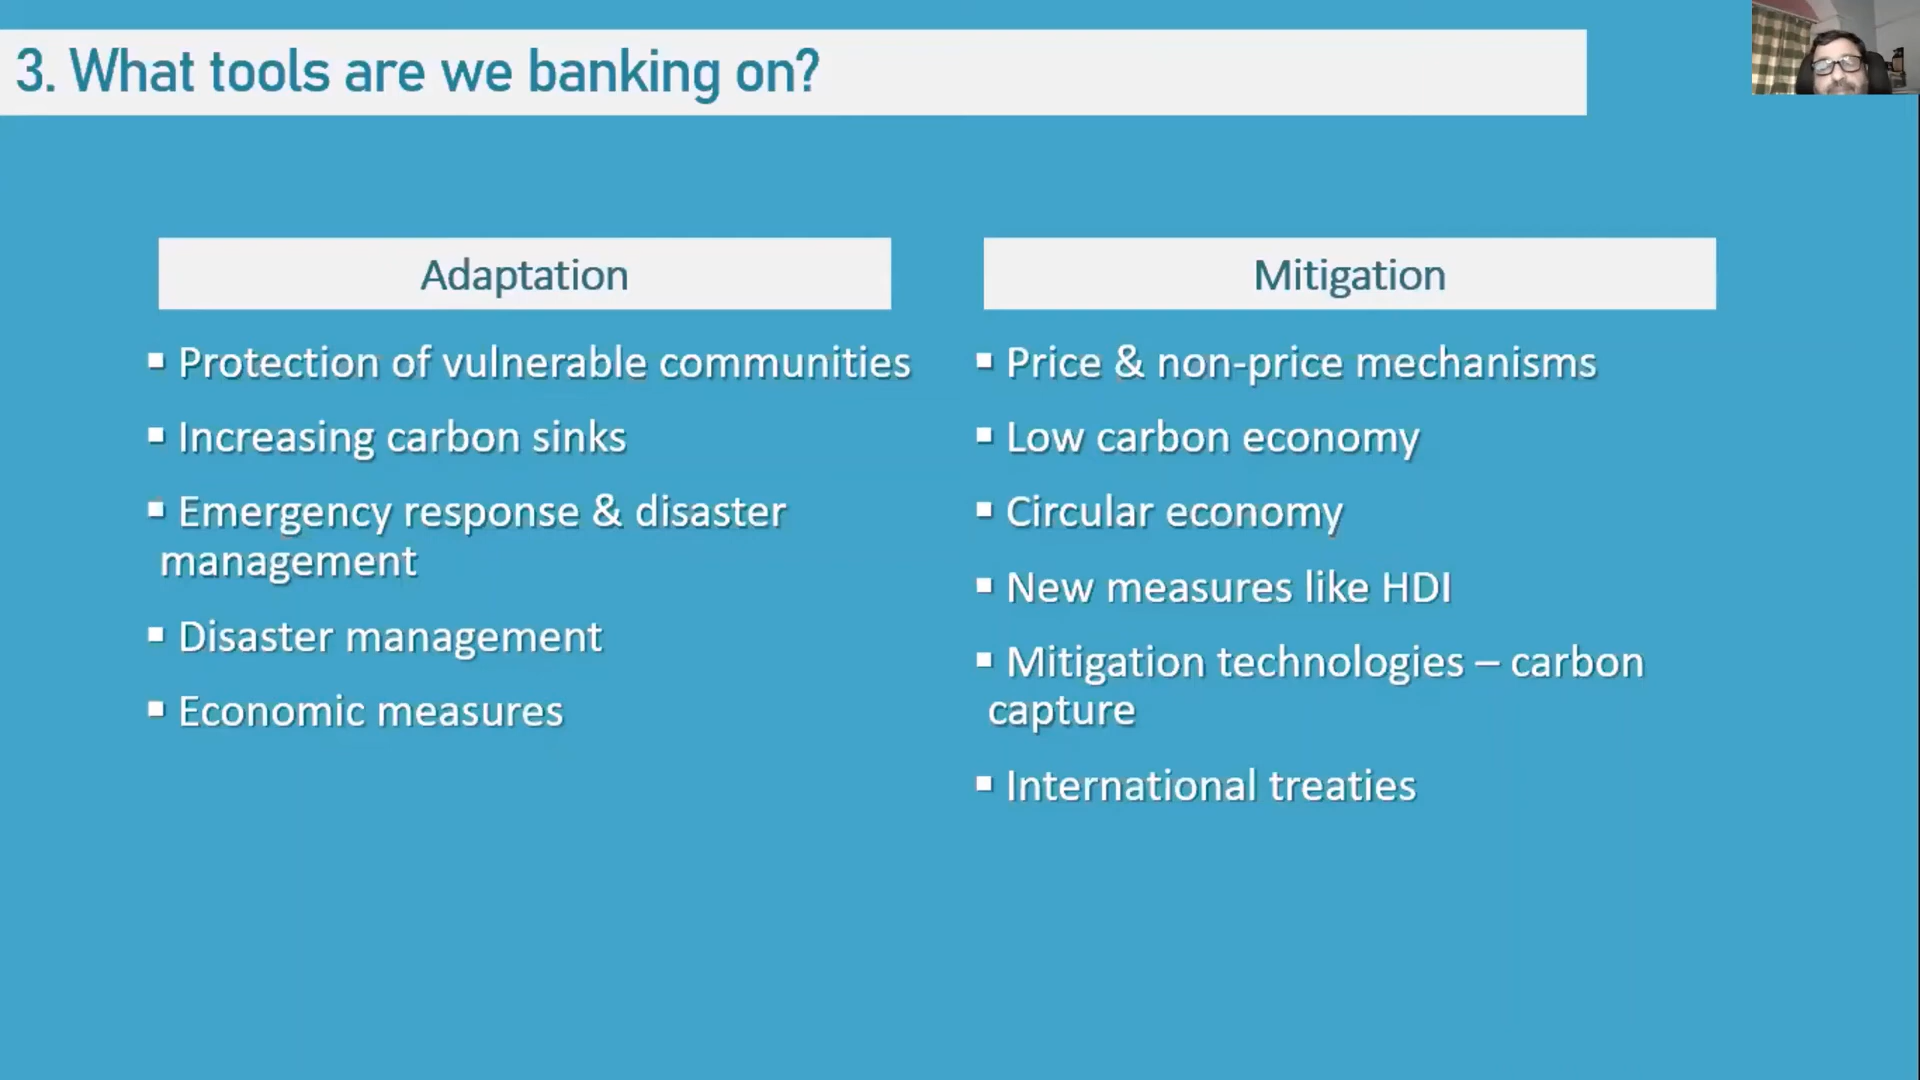 3. What tools are we banking on?
Adaptation
▪ Protection of vulnerable communities
▪ Increasing carbon sinks
▪ Emergency response & disaster
management
▪ Disaster management
▪ Economic measures
Mitigation
▪ Price & non-price mechanisms
▪ Low carbon economy
▪ Circular economy
▪ New measures like HDI
▪ Mitigation technologies – carbon
capture
▪ International treaties